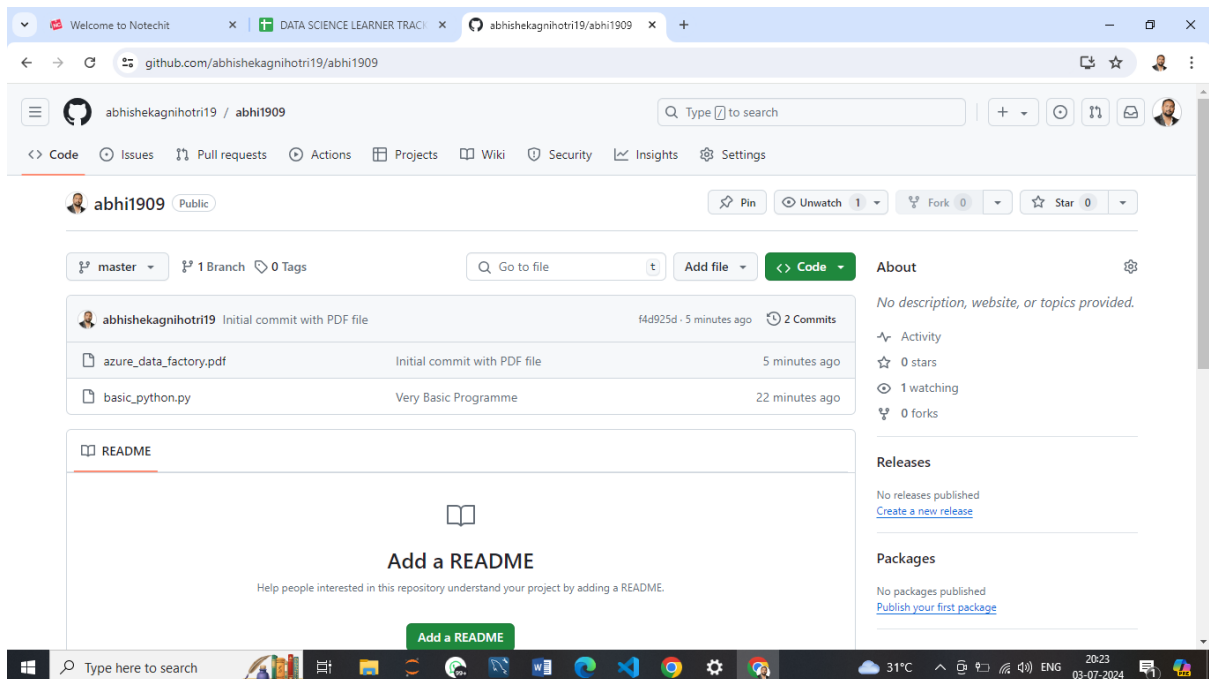 Welcome to Notechit
DATA SCIENCE LEARNER TRACK
abhishekagnihotri19/abhi1909
github.com/abhishekagnihotri19/abhi1909
abhishekagnihotri19 / abhi1909
Type / to search
<> Code Issues Pull requests Actions Projects Wiki Security Insights Settings
abhi1909 Public
Pin Unwatch 1 Fork 0 Star 0
master 1 Branch 0 Tags Go to file t Add file <> Code
About
No description, website, or topics provided.
abhishekagnihotri19 Initial commit with PDF file f4d925d · 5 minutes ago 2 Commits
azure_data_factory.pdf Initial commit with PDF file 5 minutes ago
basic_python.py Very Basic Programme 22 minutes ago
Activity
0 stars
1 watching
0 forks
README
Add a README
Help people interested in this repository understand your project by adding a README.
Add a README
Releases
No releases published
Create a new release
Packages
No packages published
Publish your first package
Type here to search
99+
31°C
ENG
20:23
03-07-2024
1
PRE